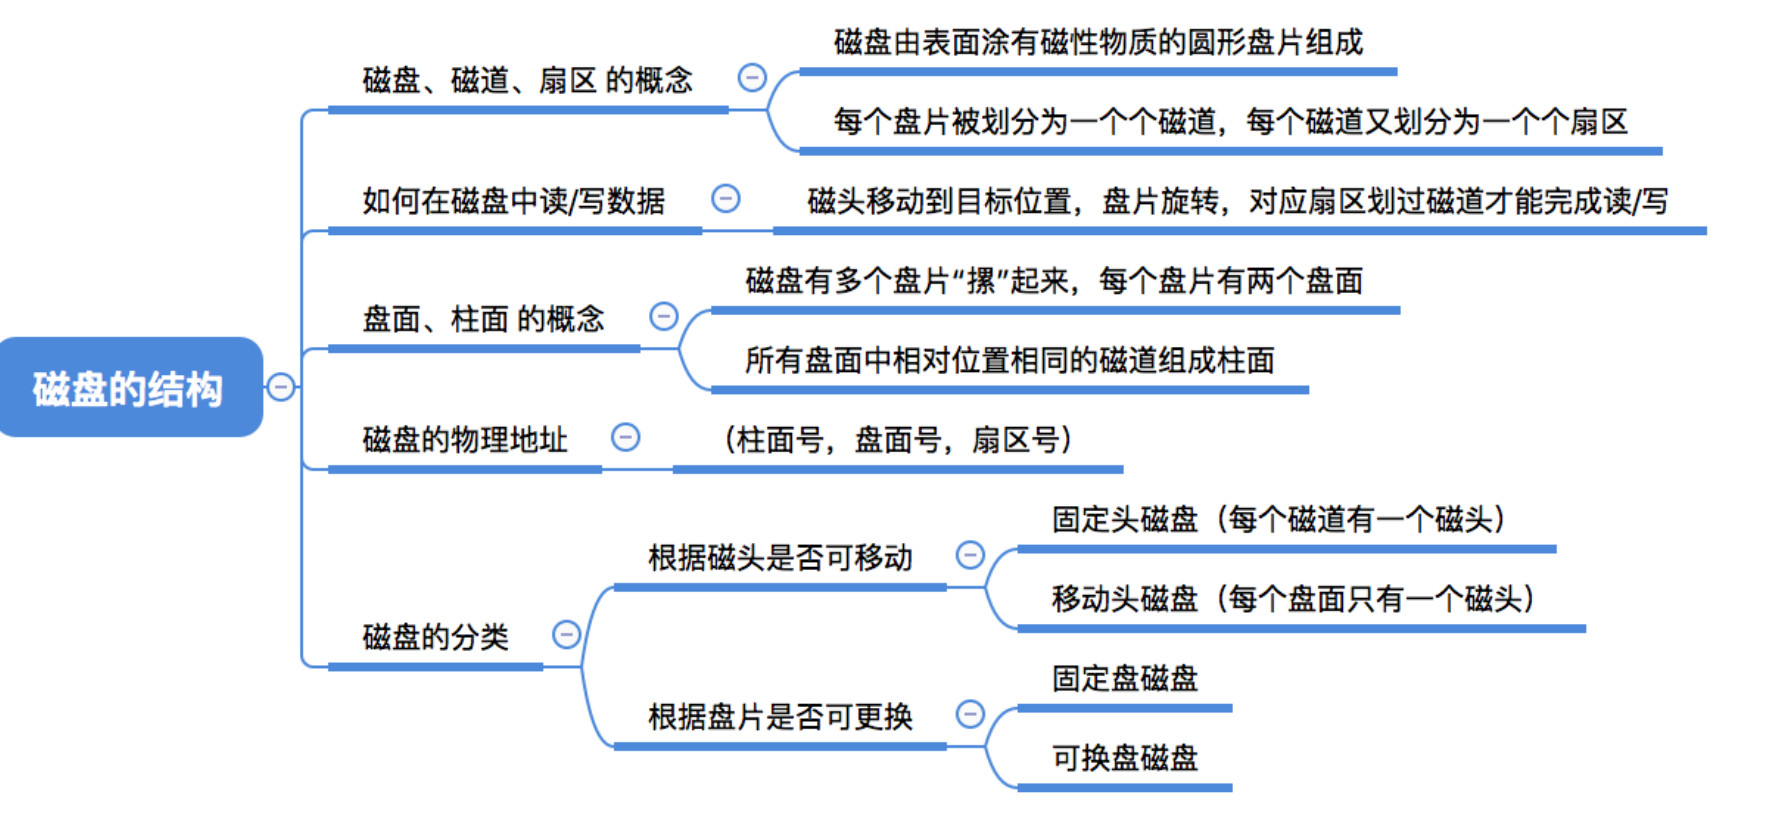 磁盘的结构
磁盘、磁道、扇区 的概念
磁盘由表面涂有磁性物质的圆形盘片组成
每个盘片被划分为一个个磁道，每个磁道又划分为一个个扇区
如何在磁盘中读/写数据
磁头移动到目标位置，盘片旋转，对应扇区划过磁道才能完成读/写
盘面、柱面 的概念
磁盘有多个盘片“摞”起来，每个盘片有两个盘面
所有盘面中相对位置相同的磁道组成柱面
磁盘的物理地址
（柱面号，盘面号，扇区号）
磁盘的分类
根据磁头是否可移动
固定头磁盘（每个磁道有一个磁头）
移动头磁盘（每个盘面只有一个磁头）
根据盘片是否可更换
固定盘磁盘
可换盘磁盘